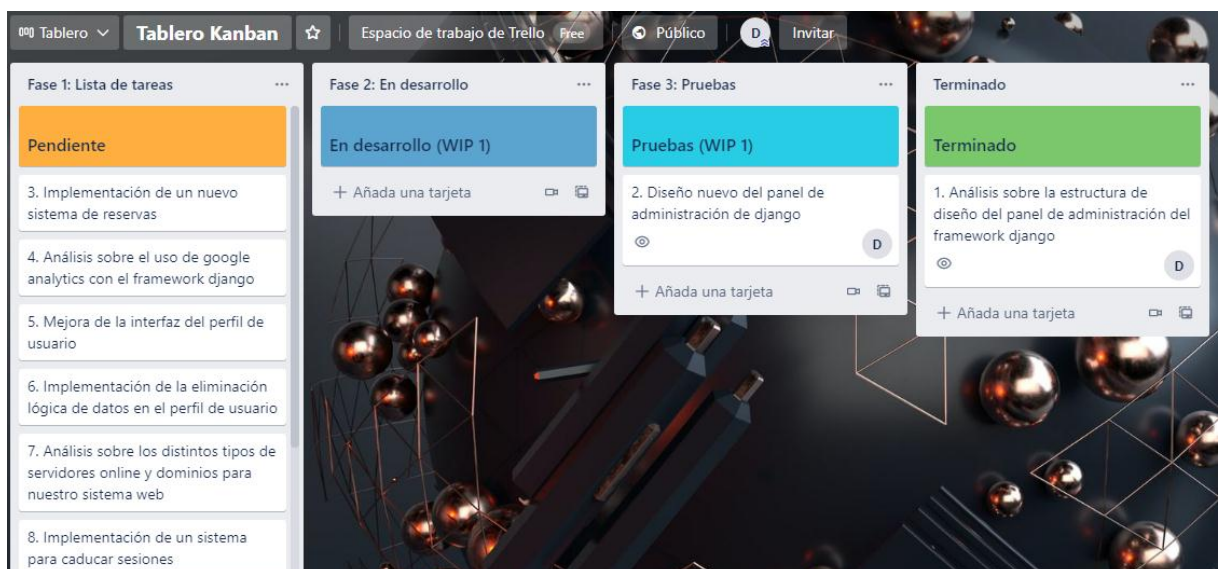 Tablero
Tablero Kanban
Espacio de trabajo de Trello
Free
Público
D
Invitar
Fase 1: Lista de tareas
Pendiente
3. Implementación de un nuevo
sistema de reservas
4. Análisis sobre el uso de google
analytics con el framework django
5. Mejora de la interfaz del perfil de
usuario
6. Implementación de la eliminación
lógica de datos en el perfil de usuario
7. Análisis sobre los distintos tipos de
servidores online y dominios para
nuestro sistema web
8. Implementación de un sistema
para caducar sesiones
Fase 2: En desarrollo
En desarrollo (WIP 1)
+ Añada una tarjeta
Fase 3: Pruebas
Pruebas (WIP 1)
2. Diseño nuevo del panel de
administración de django
D
+ Añada una tarjeta
Terminado
Terminado
1. Análisis sobre la estructura de
diseño del panel de administración del
framework django
D
+ Añada una tarjeta